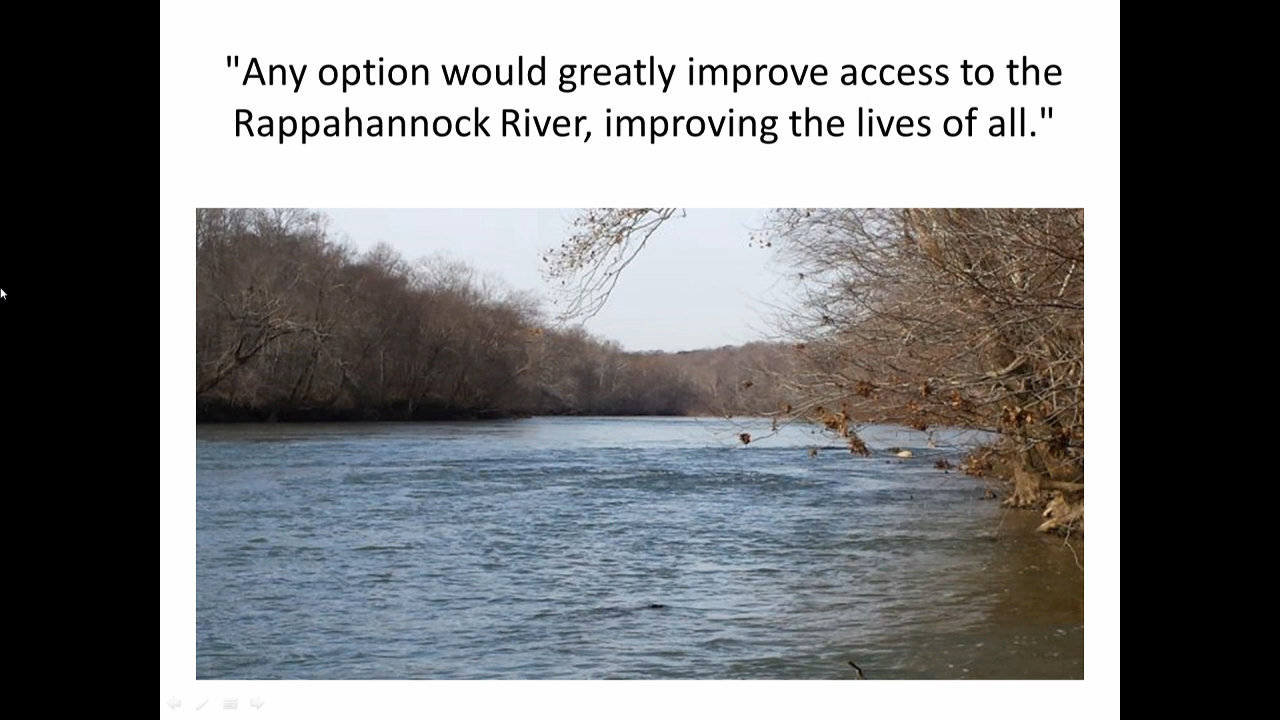 "Any option would greatly improve access to the
Rappahannock River, improving the lives of all."